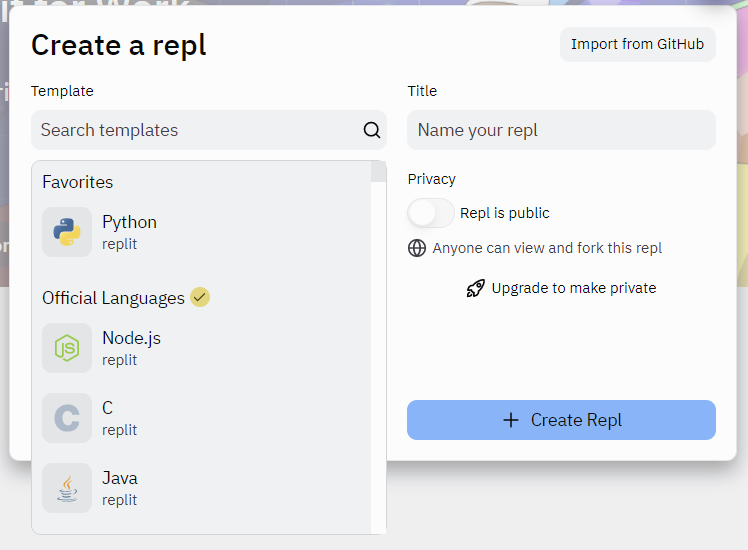 it for Work
Create a repl
Import from GitHub
Template
Title
Search templates
Name your repl
Favorites
Python
replit
Privacy
Repl is public
Anyone can view and fork this repl
Upgrade to make private
Official Languages
Node.js
replit
C
replit
Java
replit
Create Repl